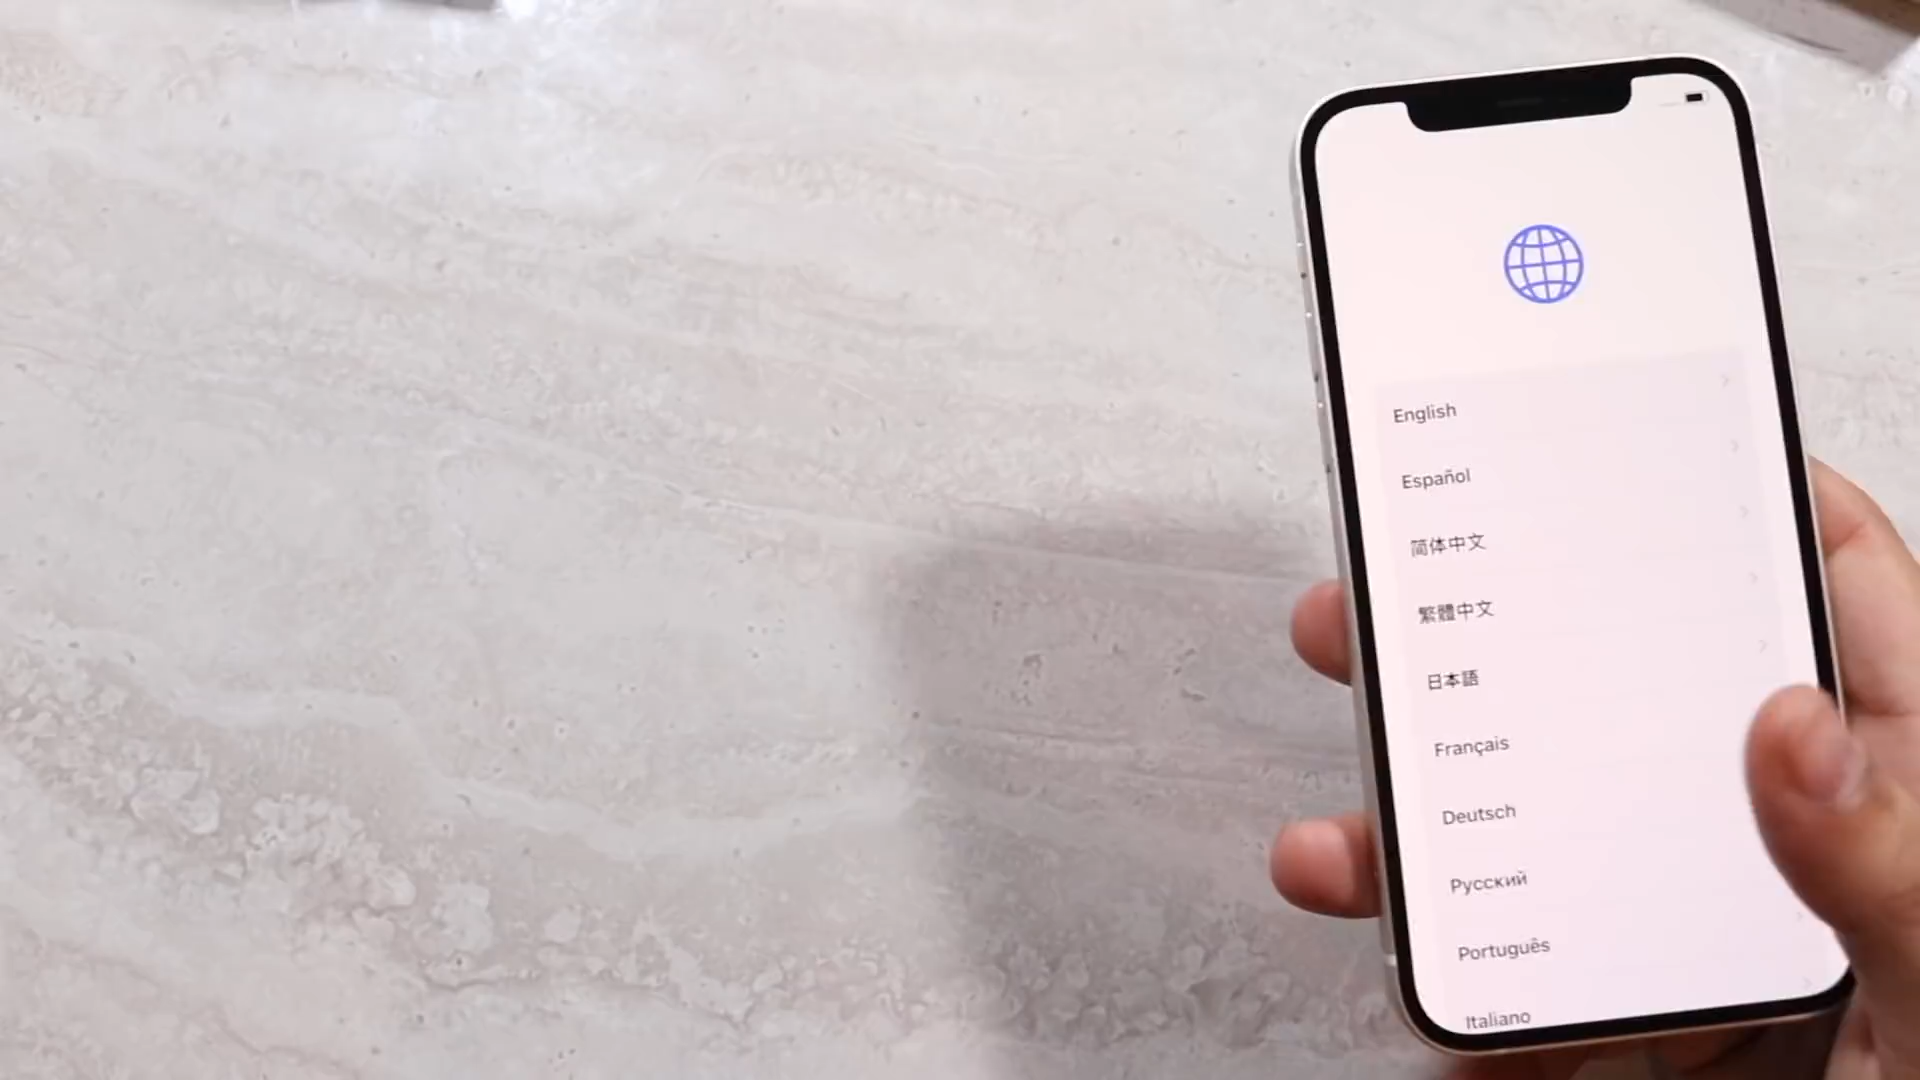 English
Español
简体中文
繁體中文
日本語
Français
Deutsch
Русский
Português
Italiano